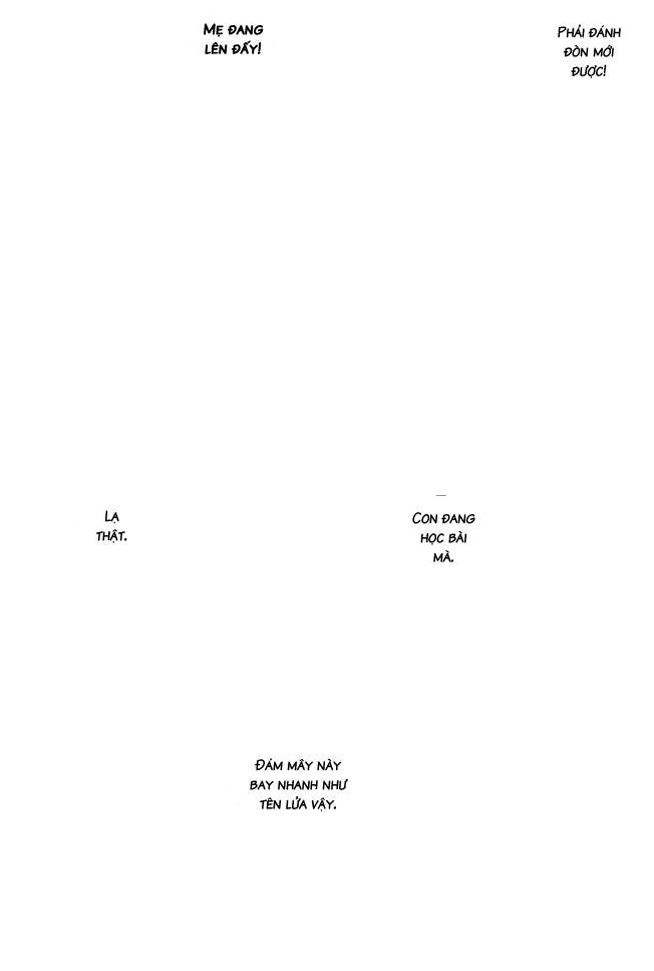 PHẢI ĐÁNH
ĐÒN MỚI
ĐƯỢC!
MẸ ĐANG
LÊN ĐẤY!
CON ĐANG
HỌC BÀI
MÀ.
LẠ
THẬT.
ĐÁM MÂY NÀY
BAY NHANH NHƯ
TÊN LỬA VẬY.